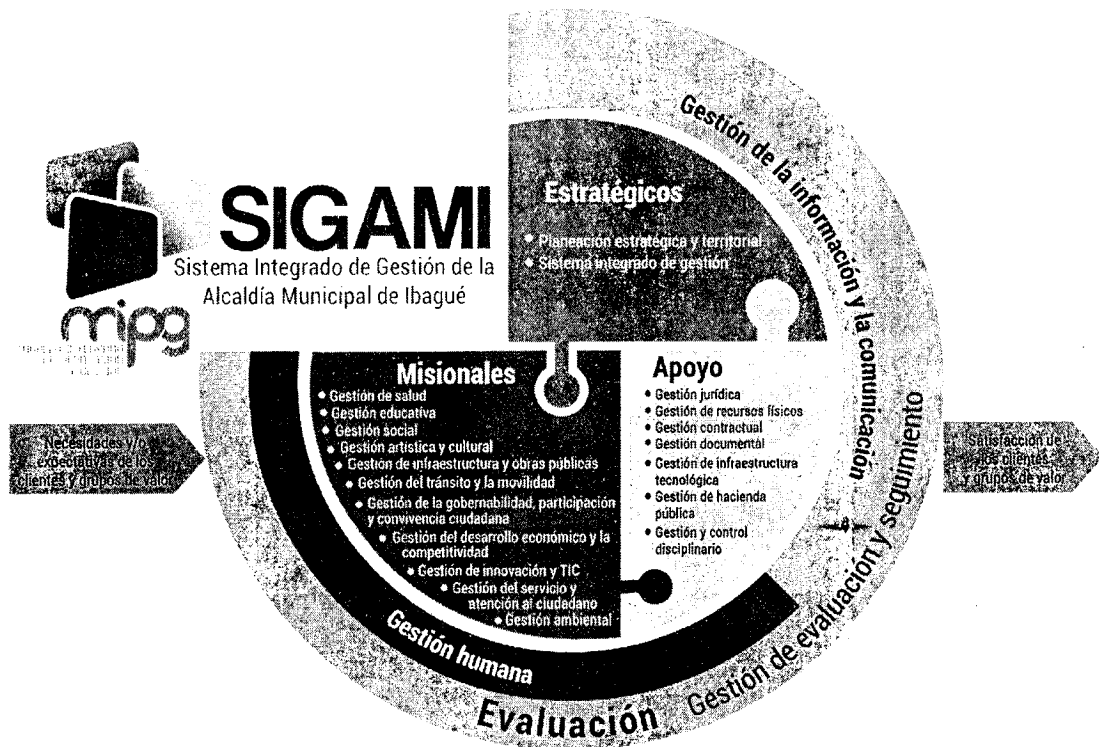 SIGAMI
Sistema Integrado de Gestión de la
Alcaldía Municipal de Ibagué
mipg
Estratégicos
• Planeación estratégica y territorial
• Sistema integrado de gestión
Gestión de la información y la comunicación
Misionales
• Gestión de salud
• Gestión educativa
• Gestión social
• Gestión artística y cultural
• Gestión de infraestructura y obras públicas
• Gestión del tránsito y la movilidad
• Gestión de la gobernabilidad, participación
y convivencia ciudadana
• Gestión del desarrollo económico y la
competitividad
• Gestión de innovación y TIC
• Gestión del servicio y
atención al ciudadano
• Gestión ambiental
Apoyo
• Gestión jurídica
• Gestión de recursos físicos
• Gestión contractual
• Gestión documental
• Gestión de infraestructura
tecnológica
• Gestión de hacienda
pública
• Gestión y control
disciplinario
Necesidades y/o
expectativas de los
clientes y grupos de valor
Satisfacción de
los clientes
y grupos de valor
Gestión humana
Evaluación
Gestión de evaluación y seguimiento